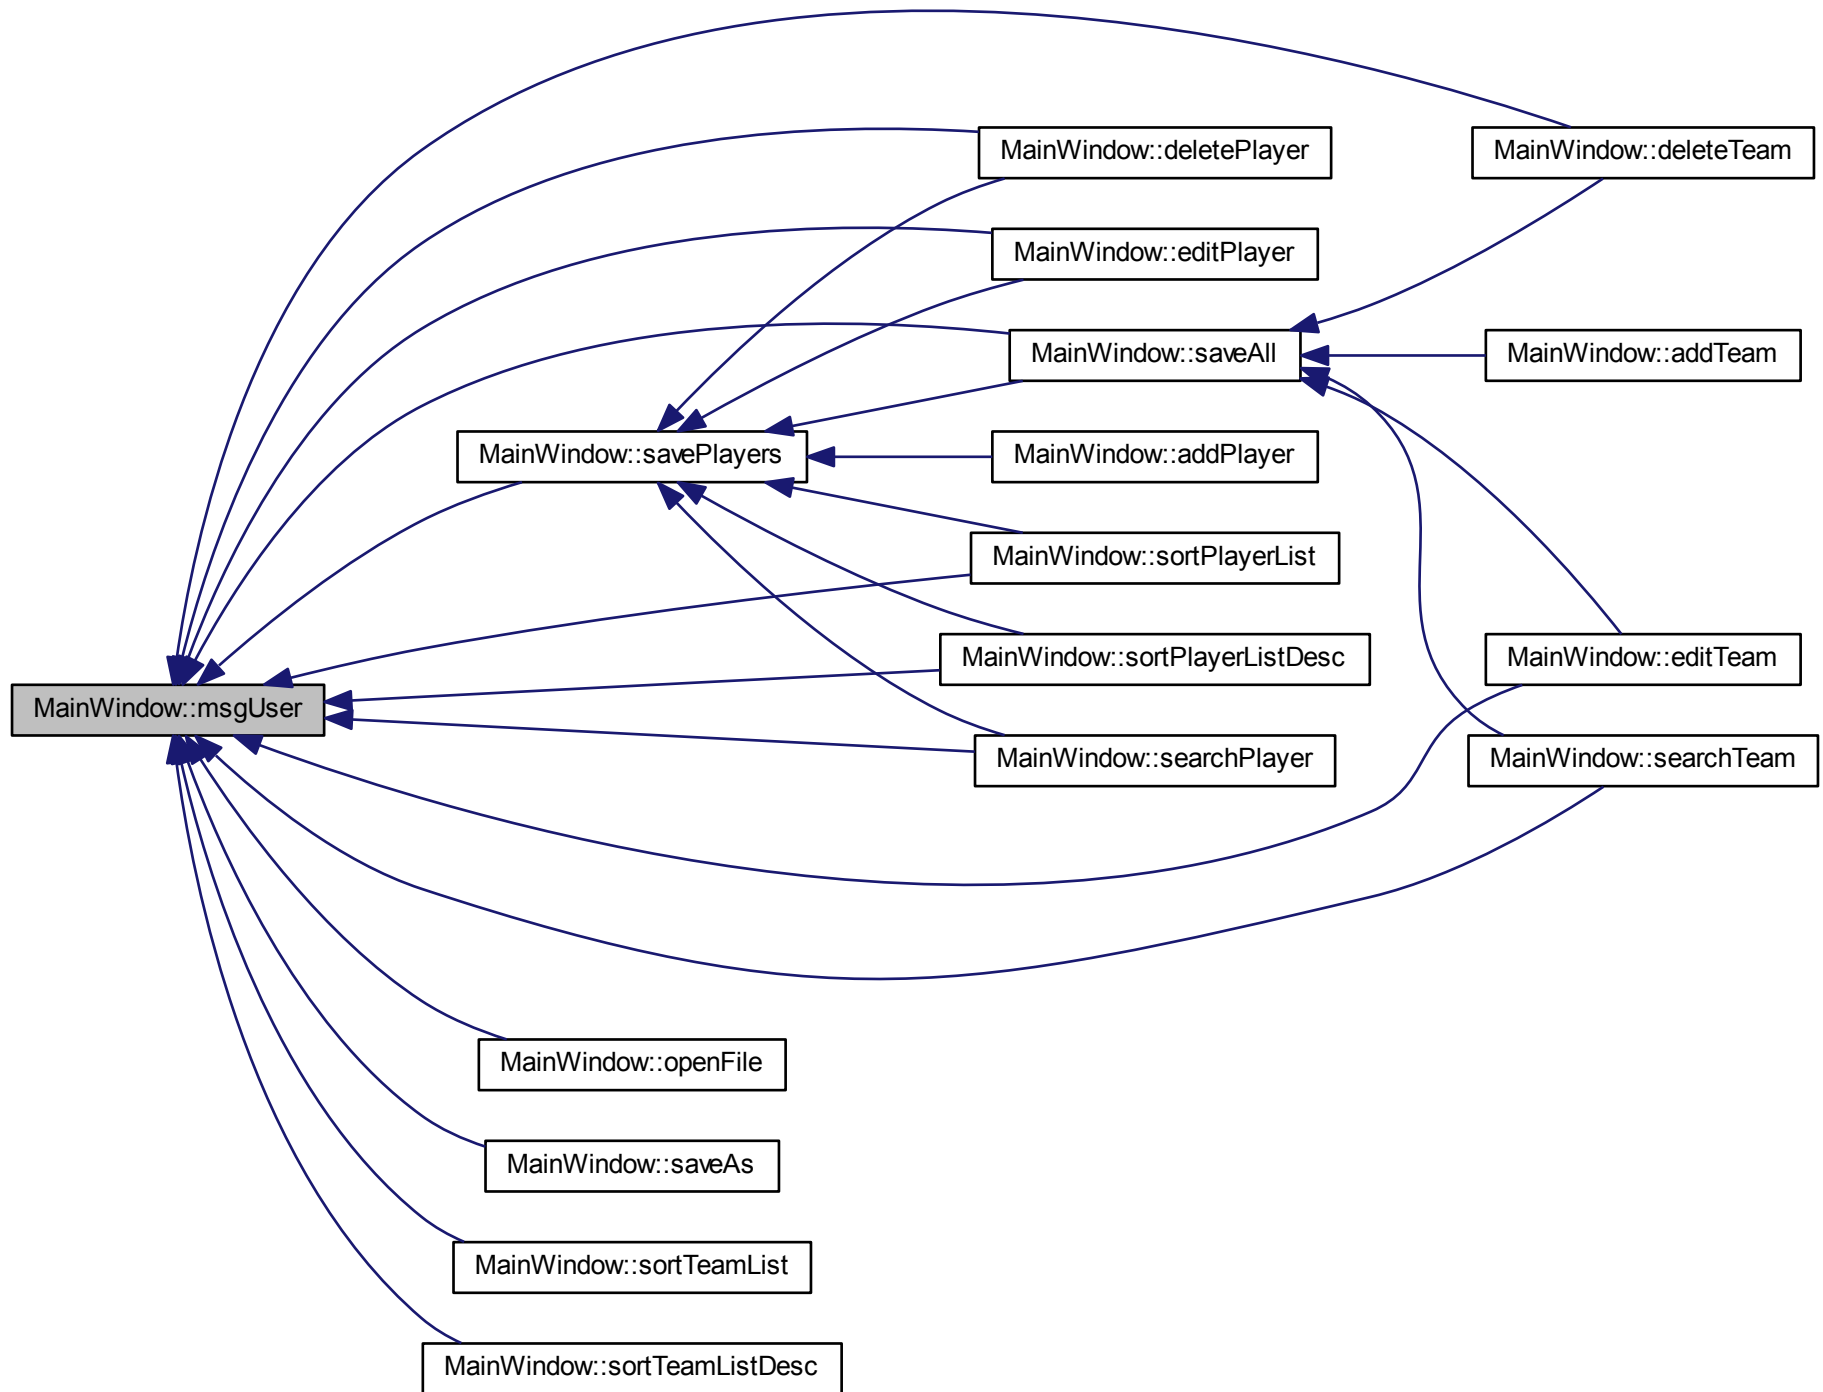 MainWindow::deletePlayer
MainWindow::deleteTeam
MainWindow::editPlayer
MainWindow::saveAll
MainWindow::addTeam
MainWindow::savePlayers
MainWindow::addPlayer
MainWindow::sortPlayerList
MainWindow::sortPlayerListDesc
MainWindow::editTeam
MainWindow::msgUser
MainWindow::searchPlayer
MainWindow::searchTeam
MainWindow::openFile
MainWindow::saveAs
MainWindow::sortTeamList
MainWindow::sortTeamListDesc